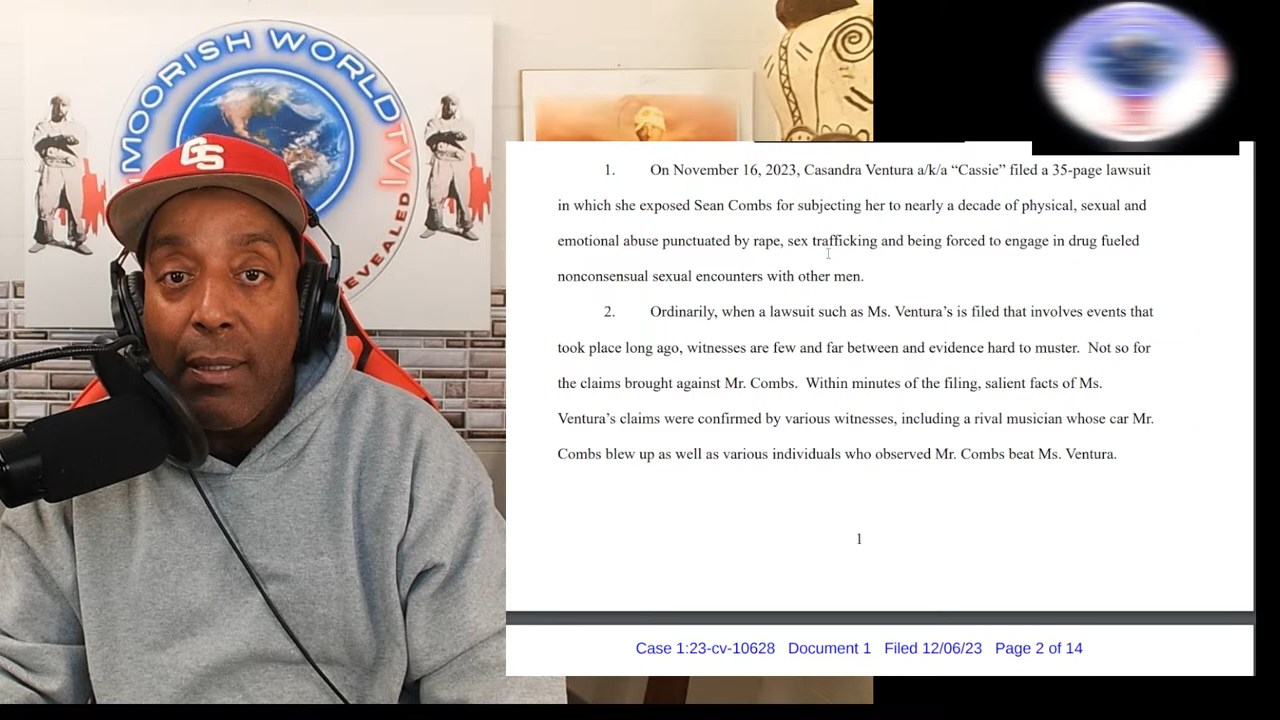 MOORISH WORLD TV
REVEALED
CS
1. On November 16, 2023, Casandra Ventura a/k/a “Cassie” filed a 35-page lawsuit
in which she exposed Sean Combs for subjecting her to nearly a decade of physical, sexual and
emotional abuse punctuated by rape, sex trafficking and being forced to engage in drug fueled
nonconsensual sexual encounters with other men.
2. Ordinarily, when a lawsuit such as Ms. Ventura’s is filed that involves events that
took place long ago, witnesses are few and far between and evidence hard to muster. Not so for
the claims brought against Mr. Combs. Within minutes of the filing, salient facts of Ms.
Ventura’s claims were confirmed by various witnesses, including a rival musician whose car Mr.
Combs blew up as well as various individuals who observed Mr. Combs beat Ms. Ventura.
1
Case 1:23-cv-10628 Document 1 Filed 12/06/23 Page 2 of 14